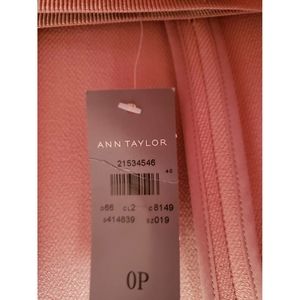 ANN TAYLOR
21534546
D66 CL2 C8149
S414839 SZ019
0P